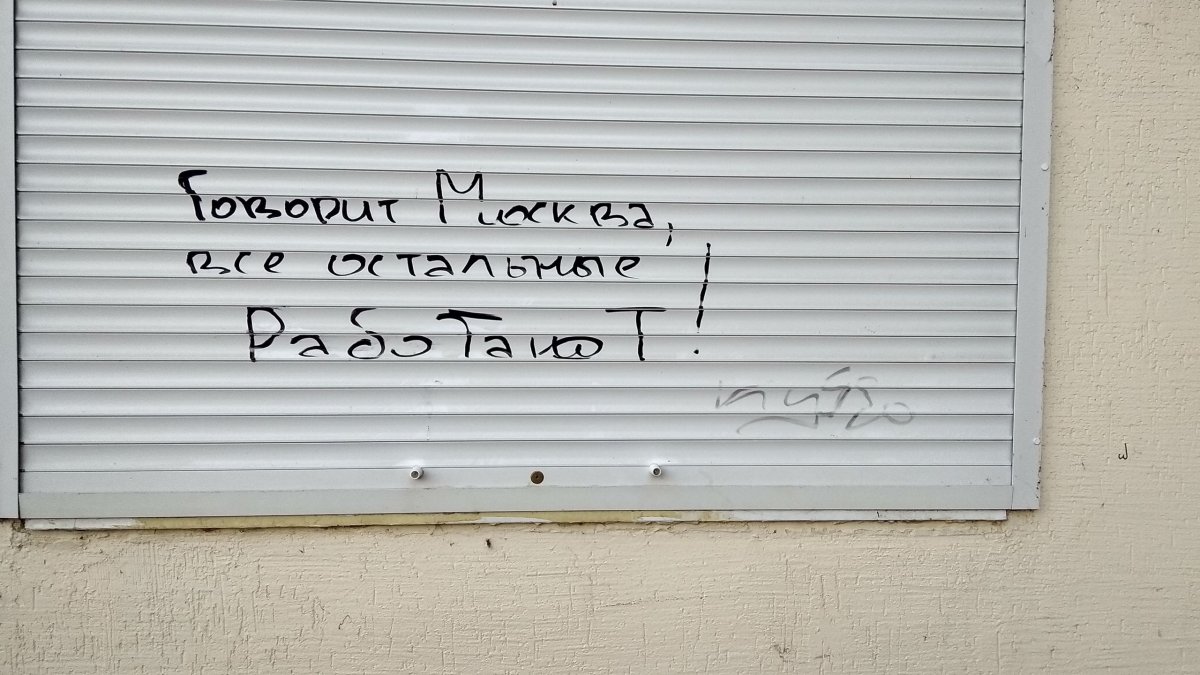 Говорит Москва,
все остальные
РаботаюТ!